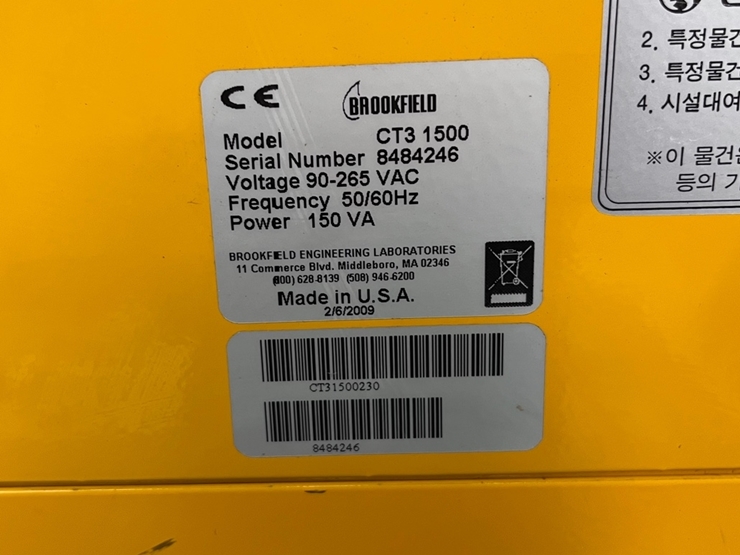 CE
BROOKFIELD
Model CT3 1500
Serial Number 8484246
Voltage 90-265 VAC
Frequency 50/60Hz
Power 150 VA
BROOKFIELD ENGINEERING LABORATORIES
11 Commerce Blvd. Middleboro, MA 02346
(800) 628-8139 (508) 946-6200
Made in U.S.A.
2/6/2009
CT31500230
8484246
2. 특정물건
3. 특정물건
4. 시설대여
※이 물건은
등의 기